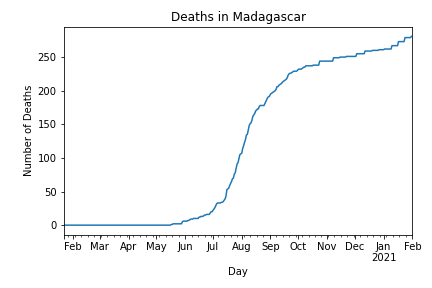 Deaths in Madagascar
Number of Deaths
250
200
150
100
50
0
Feb Mar Apr May Jun Jul Aug Sep Oct Nov Dec Jan Feb
2021
Day